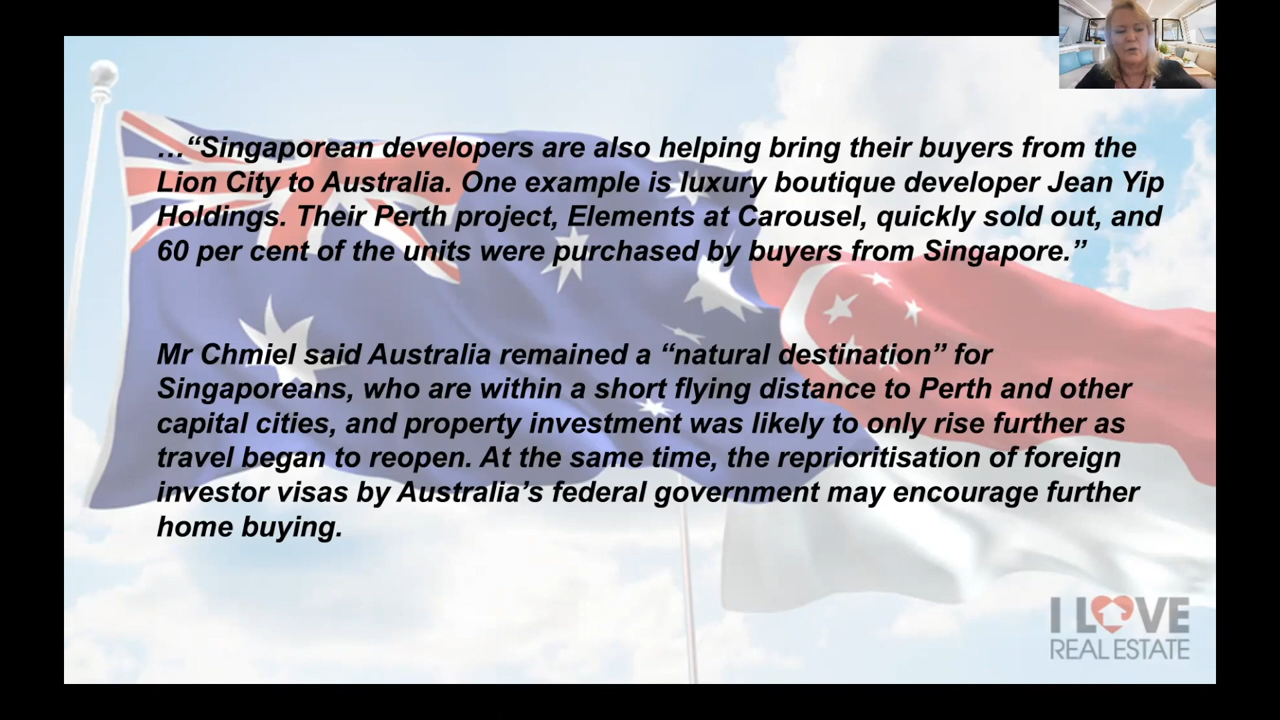 …“Singaporean developers are also helping bring their buyers from the
Lion City to Australia. One example is luxury boutique developer Jean Yip
Holdings. Their Perth project, Elements at Carousel, quickly sold out, and
60 per cent of the units were purchased by buyers from Singapore.”
Mr Chmiel said Australia remained a “natural destination” for
Singaporeans, who are within a short flying distance to Perth and other
capital cities, and property investment was likely to only rise further as
travel began to reopen. At the same time, the reprioritisation of foreign
investor visas by Australia’s federal government may encourage further
home buying.
I LOVE
REAL ESTATE